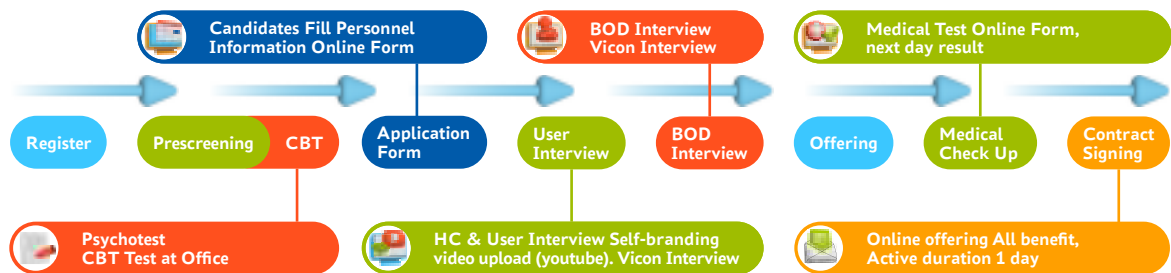 Candidates Fill Personnel
Information Online Form
BOD Interview
Vicon Interview
Medical Test Online Form,
next day result
Register
Prescreening
CBT
Application
Form
User
Interview
BOD
Interview
Offering
Medical
Check Up
Contract
Signing
Psychotest
CBT Test at Office
HC & User Interview Self-branding
video upload (youtube). Vicon Interview
Online offering All benefit,
Active duration 1 day